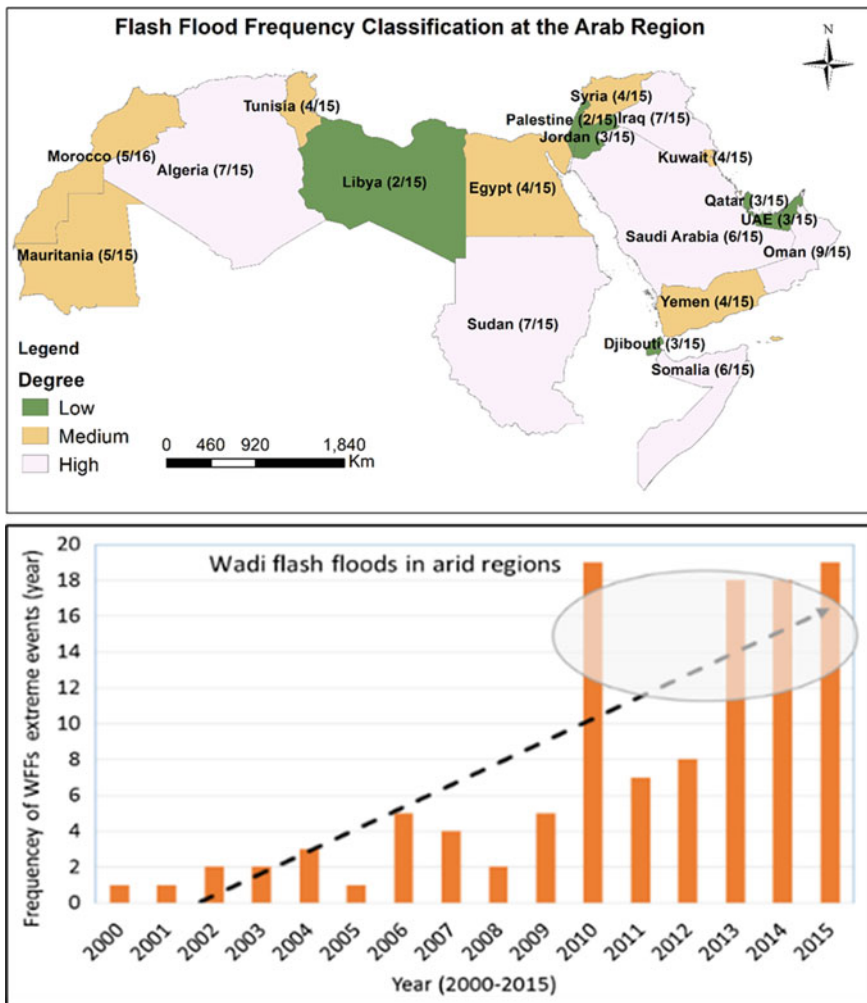 Flash Flood Frequency Classification at the Arab Region
N
Tunisia (4/15)
Syria (4/15)
Palestine (2/15)
Iraq (7/15)
Jordan (3/15)
Morocco (5/16)
Algeria (7/15)
Kuwait (4/15)
Libya (2/15)
Egypt (4/15)
Qatar (3/15)
UAE (3/15)
Saudi Arabia (6/15)
Oman (9/15)
Mauritania (5/15)
Yemen (4/15)
Sudan (7/15)
Djibouti (3/15)
Somalia (6/15)
Legend
Degree
Low
Medium
High
0 460 920 1,840
Km
Wadi flash floods in arid regions
Frequencey of WFFs extreme events (year)
20
18
16
14
12
10
8
6
4
2
0
2000 2001 2002 2003 2004 2005 2006 2007 2008 2009 2010 2011 2012 2013 2014 2015
Year (2000-2015)